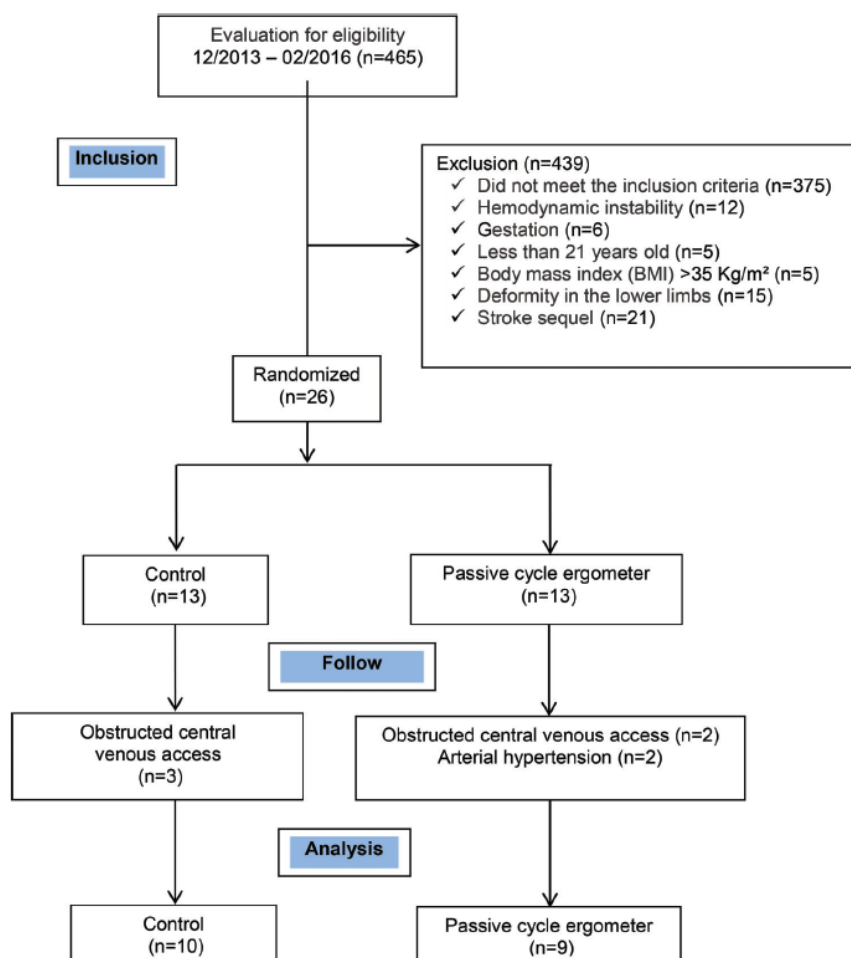 Evaluation for eligibility
12/2013 – 02/2016 (n=465)
Inclusion
Exclusion (n=439)
✓ Did not meet the inclusion criteria (n=375)
✓ Hemodynamic instability (n=12)
✓ Gestation (n=6)
✓ Less than 21 years old (n=5)
✓ Body mass index (BMI) >35 Kg/m² (n=5)
✓ Deformity in the lower limbs (n=15)
✓ Stroke sequel (n=21)
Randomized
(n=26)
Control
(n=13)
Passive cycle ergometer
(n=13)
Follow
Obstructed central
venous access
(n=3)
Obstructed central venous access (n=2)
Arterial hypertension (n=2)
Analysis
Control
(n=10)
Passive cycle ergometer
(n=9)